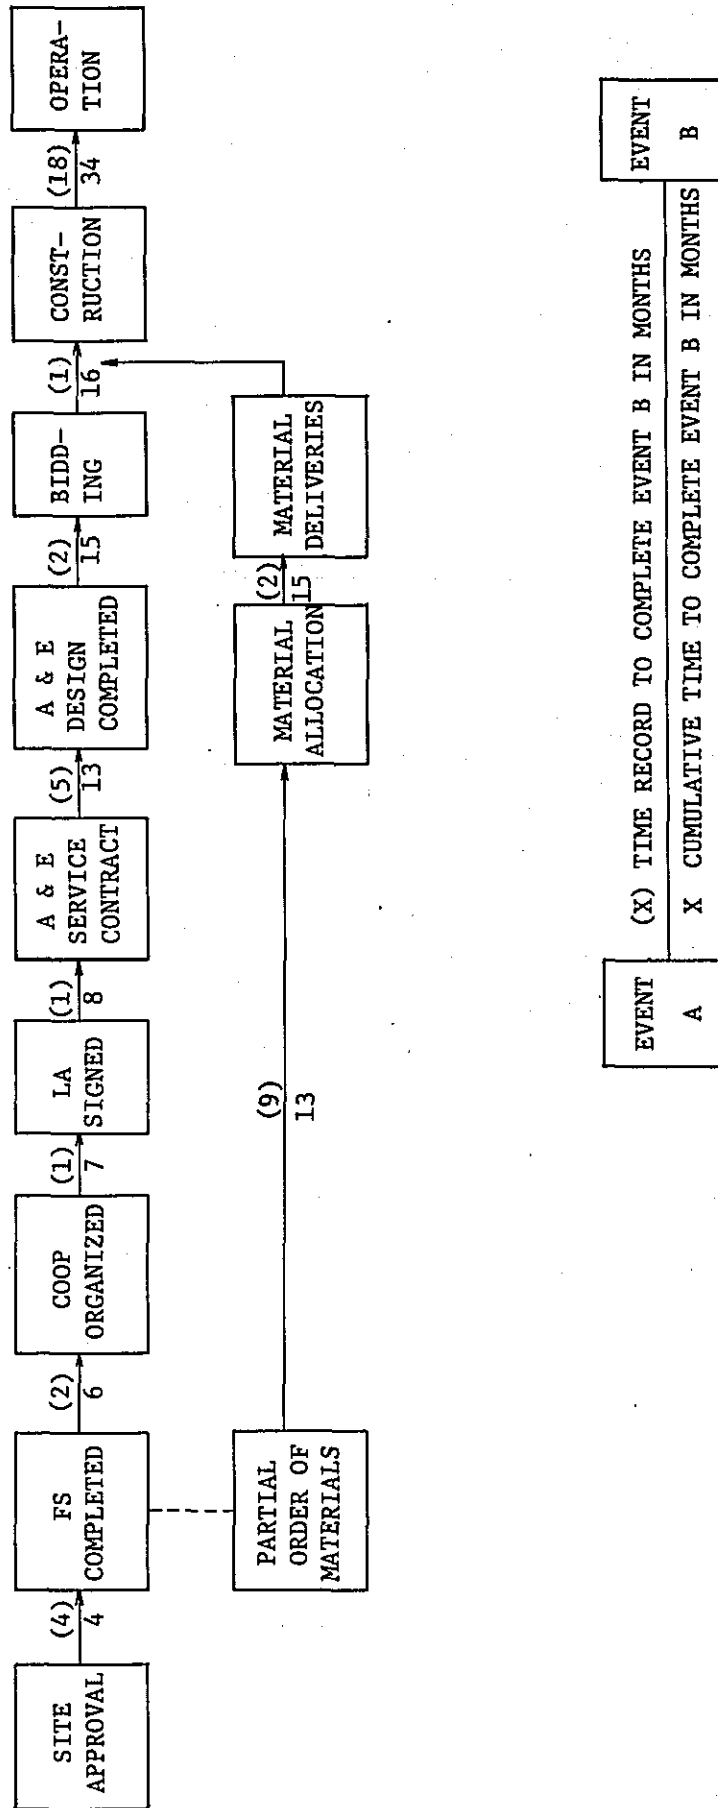 SITE
APPROVAL
(4)
4
FS
COMPLETED
(2)
6
COOP
ORGANIZED
(1)
7
LA
SIGNED
(1)
8
A & E
SERVICE
CONTRACT
(5)
13
A & E
DESIGN
COMPLETED
(2)
15
BIDD-
ING
(1)
16
CONST-
RUCTION
(18)
34
OPERA-
TION
PARTIAL
ORDER OF
MATERIALS
(9)
13
MATERIAL
ALLOCATION
(2)
15
MATERIAL
DELIVERIES
EVENT
A
(X) TIME RECORD TO COMPLETE EVENT B IN MONTHS
X CUMULATIVE TIME TO COMPLETE EVENT B IN MONTHS
EVENT
B